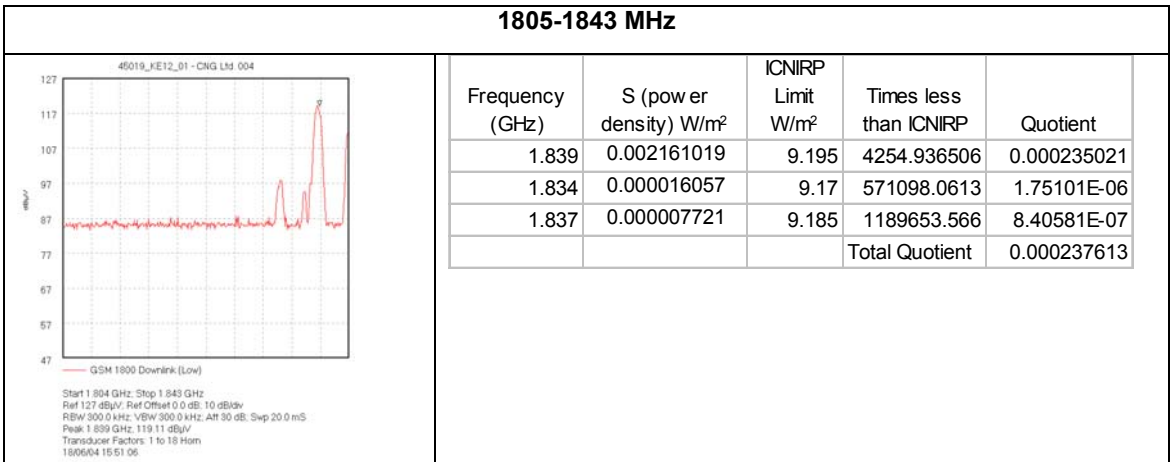 1805-1843 MHz
45019_KE12_01 - CNG Ltd. 004
127
117
107
97
87
77
67
57
47
dBµV
GSM 1800 Downlink (Low)
Start 1.804 GHz; Stop 1.843 GHz
Ref 127 dBµV; Ref Offset 0.0 dB; 10 dB/div
RBW 300.0 kHz; VBW 300.0 kHz; Att 30 dB; Swp 20.0 mS
Peak 1.839 GHz, 119.11 dBµV
Transducer Factors: 1 to 18 Horn
18/06/04 15:51:06
Frequency (GHz) S (power density) W/m² ICNIRP Limit W/m² Times less than ICNIRP Quotient
1.839 0.002161019 9.195 4254.936506 0.000235021
1.834 0.000016057 9.17 571098.0613 1.75101E-06
1.837 0.000007721 9.185 1189653.566 8.40581E-07
Total Quotient 0.000237613